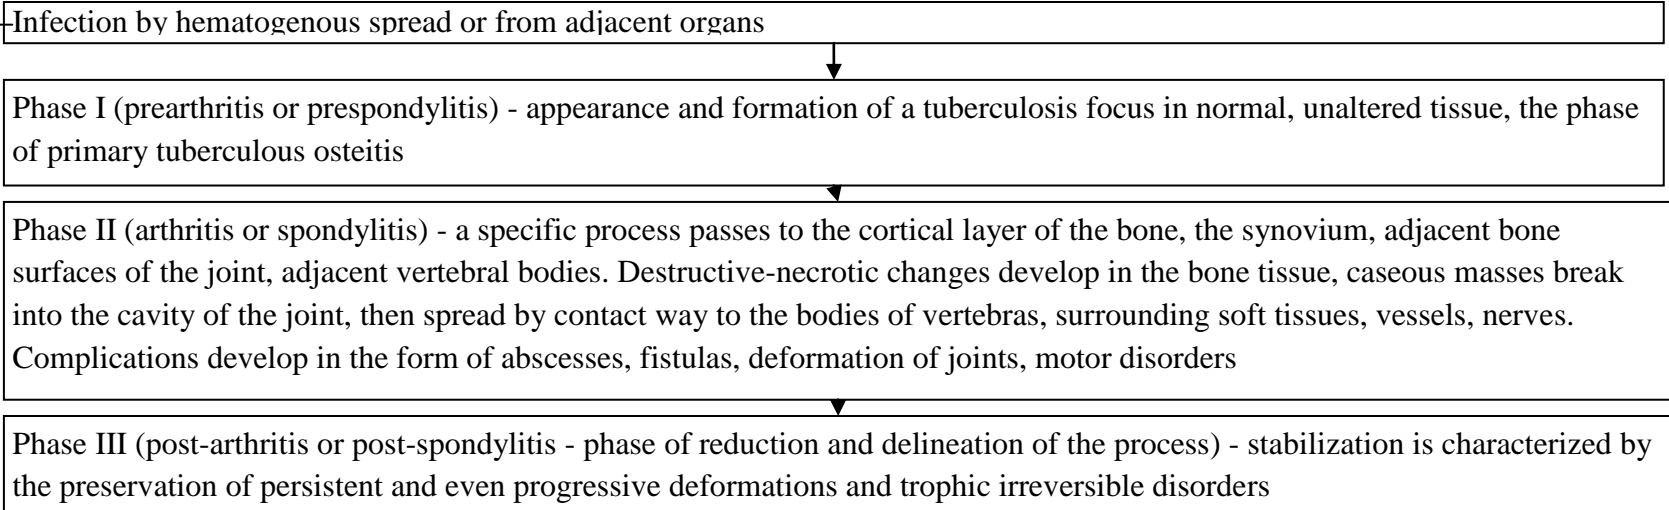 Infection by hematogenous spread or from adjacent organs
Phase I (prearthritis or prespondylitis) - appearance and formation of a tuberculosis focus in normal, unaltered tissue, the phase
of primary tuberculous osteitis
Phase II (arthritis or spondylitis) - a specific process passes to the cortical layer of the bone, the synovium, adjacent bone
surfaces of the joint, adjacent vertebral bodies. Destructive-necrotic changes develop in the bone tissue, caseous masses break
into the cavity of the joint, then spread by contact way to the bodies of vertebras, surrounding soft tissues, vessels, nerves.
Complications develop in the form of abscesses, fistulas, deformation of joints, motor disorders
Phase III (post-arthritis or post-spondylitis - phase of reduction and delineation of the process) - stabilization is characterized by
the preservation of persistent and even progressive deformations and trophic irreversible disorders